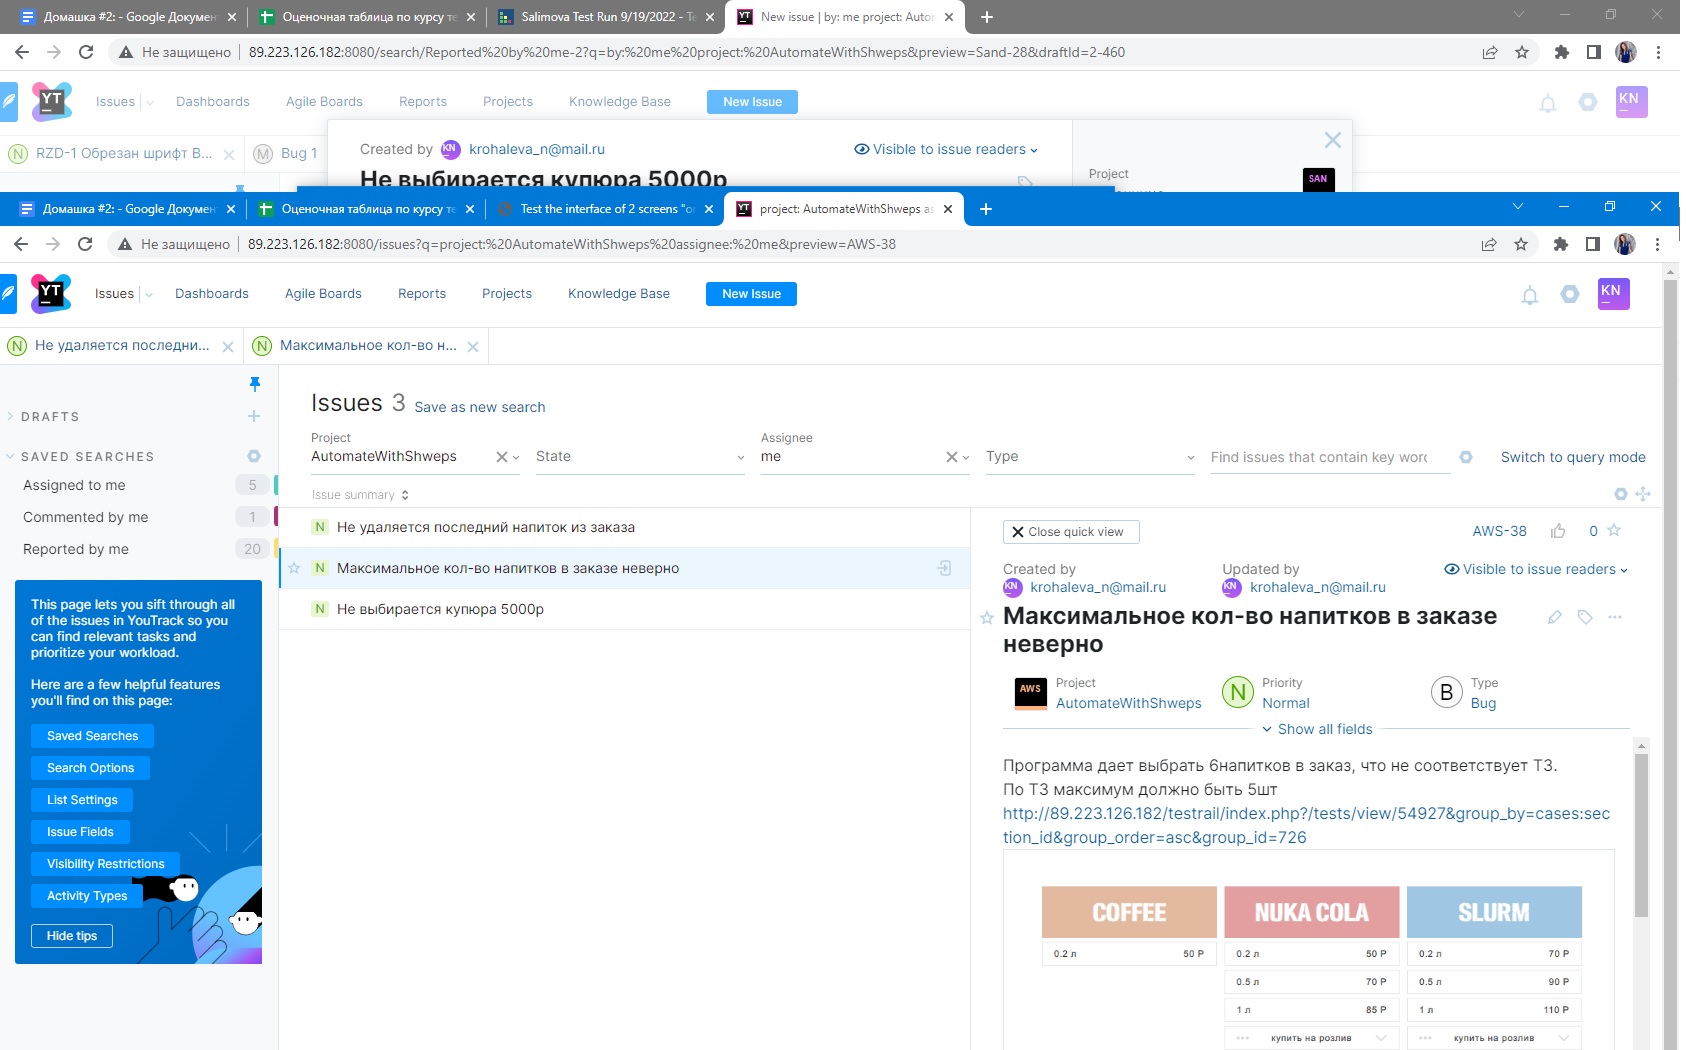 Домашка #2: - Google Докумен
Оценочная таблица по курсу те
Salimova Test Run 9/19/2022 - Te
New issue | by: me project: Autom
Не защищено
89.223.126.182:8080/search/Reported%20by%20me-2?q=by:%20me%20project:%20AutomateWithShweps&preview=Sand-28&draftId=2-460
YT
Issues
Dashboards
Agile Boards
Reports
Projects
Knowledge Base
New Issue
KN
N RZD-1 Обрезан шрифт В...
M Bug 1
Created by KN krohaleva_n@mail.ru
Visible to issue readers
Не выбирается купюра 5000р
Project
SAN
Домашка #2: - Google Докумен
Оценочная таблица по курсу те
Test the interface of 2 screens "or
project: AutomateWithShweps as
Не защищено
89.223.126.182:8080/issues?q=project:%20AutomateWithShweps%20assignee:%20me&preview=AWS-38
YT
Issues
Dashboards
Agile Boards
Reports
Projects
Knowledge Base
New Issue
KN
N Не удаляется последни...
N Максимальное кол-во н...
DRAFTS
SAVED SEARCHES
Assigned to me 5
Commented by me 1
Reported by me 20
This page lets you sift through all
of the issues in YouTrack so you
can find relevant tasks and
prioritize your workload.
Here are a few helpful features
you'll find on this page:
Saved Searches
Search Options
List Settings
Issue Fields
Visibility Restrictions
Activity Types
Hide tips
Issues 3 Save as new search
Project
AutomateWithShweps
State
Assignee
me
Type
Find issues that contain key word
Switch to query mode
Issue summary
N Не удаляется последний напиток из заказа
N Максимальное кол-во напитков в заказе неверно
N Не выбирается купюра 5000р
Close quick view
AWS-38
0
Created by
KN krohaleva_n@mail.ru
Updated by
KN krohaleva_n@mail.ru
Visible to issue readers
Максимальное кол-во напитков в заказе
неверно
AWS
Project
AutomateWithShweps
N
Priority
Normal
B
Type
Bug
Show all fields
Программа дает выбрать 6напитков в заказ, что не соответствует ТЗ.
По ТЗ максимум должно быть 5шт
http://89.223.126.182/testrail/index.php?/tests/view/54927&group_by=cases:sec
tion_id&group_order=asc&group_id=726
COFFEE
0.2 л 50 Р
NUKA COLA
0.2 л 50 Р
0.5 л 70 Р
1 л 85 Р
купить на розлив
SLURM
0.2 л 70 Р
0.5 л 90 Р
1 л 110 Р
купить на розлив